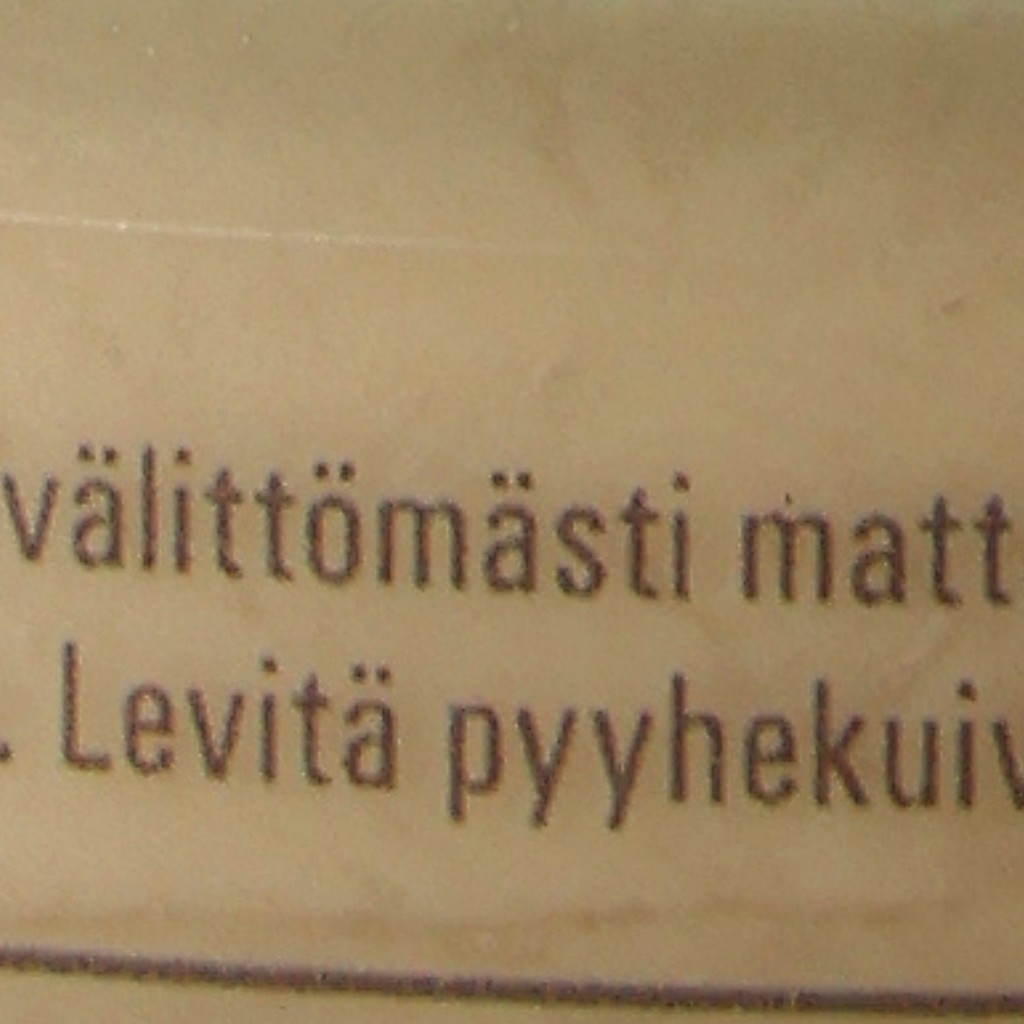 välittömästi matt
. Levitä pyyhekuiv